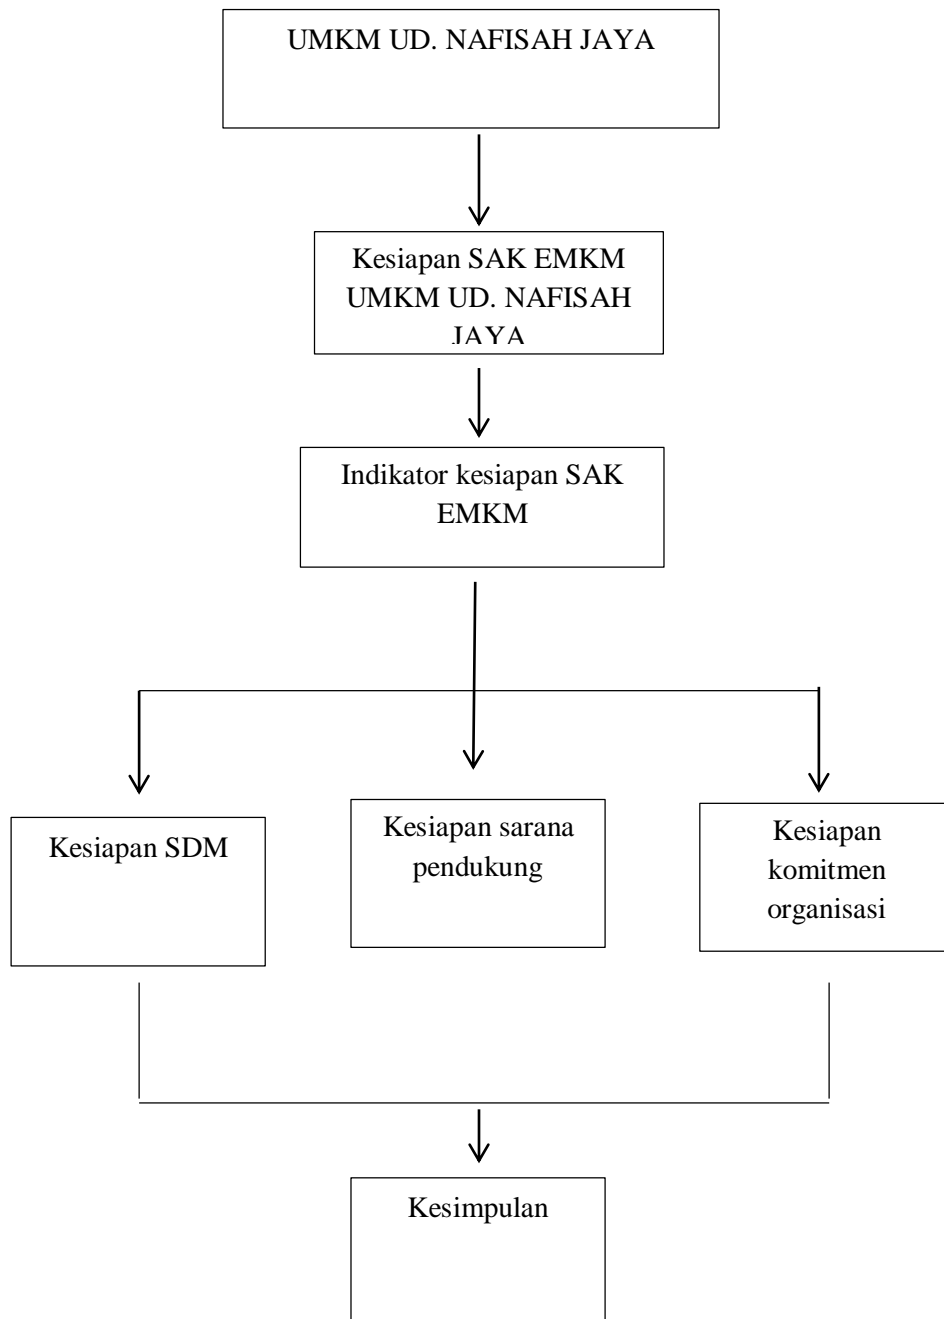 UMKM UD. NAFISAH JAYA
Kesiapan SAK EMKM
UMKM UD. NAFISAH
JAYA
Indikator kesiapan SAK
EMKM
Kesiapan SDM
Kesiapan sarana
pendukung
Kesiapan
komitmen
organisasi
Kesimpulan